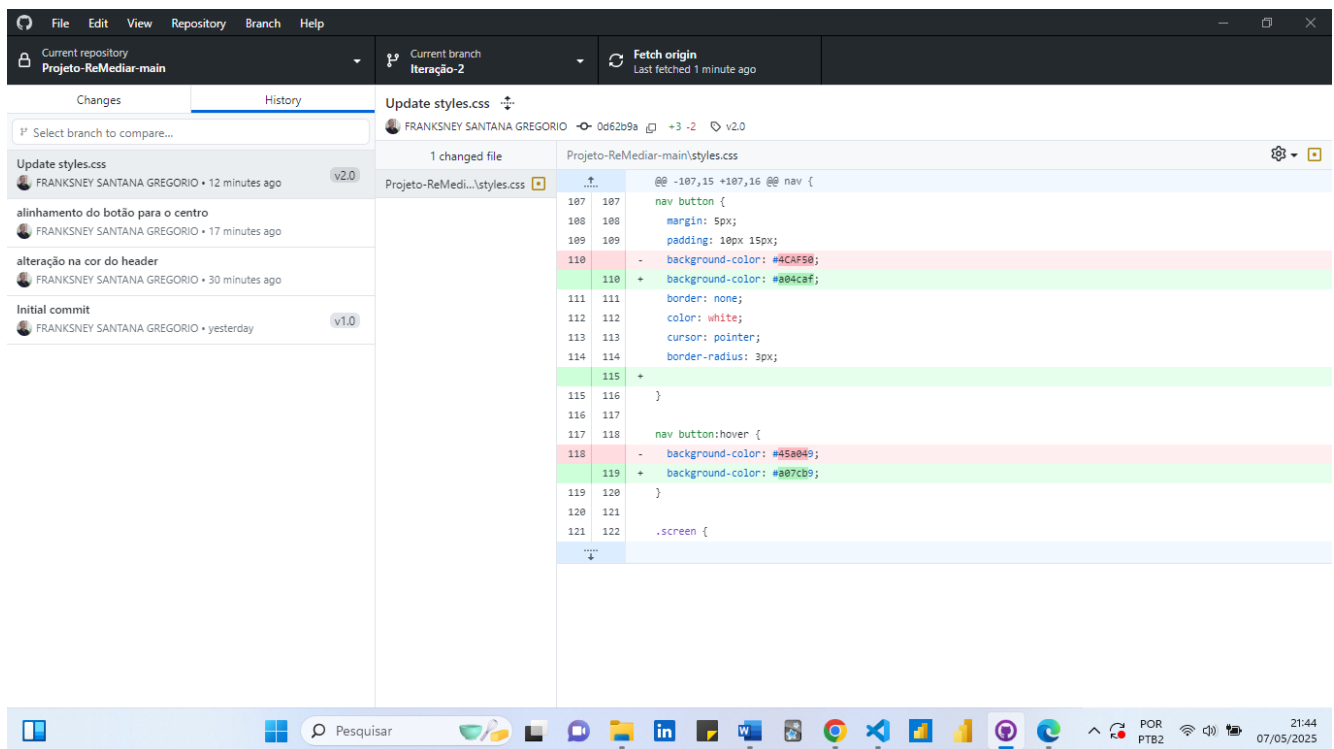 File Edit View Repository Branch Help
Current repository
Projeto-ReMediar-main
Current branch
Iteração-2
Fetch origin
Last fetched 1 minute ago
Changes History
Select branch to compare...
Update styles.css
FRANKSNEY SANTANA GREGORIO • 12 minutes ago
v2.0
alinhamento do botão para o centro
FRANKSNEY SANTANA GREGORIO • 17 minutes ago
alteração na cor do header
FRANKSNEY SANTANA GREGORIO • 30 minutes ago
Initial commit
FRANKSNEY SANTANA GREGORIO • yesterday
v1.0
Update styles.css
FRANKSNEY SANTANA GREGORIO 0d62b9a +3 -2 v2.0
1 changed file
Projeto-ReMedi...\styles.css
Projeto-ReMediar-main\styles.css
@@ -107,15 +107,16 @@ nav {
107 107 nav button {
108 108 margin: 5px;
109 109 padding: 10px 15px;
110 - background-color: #4CAF50;
110 + background-color: #a04caf;
111 111 border: none;
112 112 color: white;
113 113 cursor: pointer;
114 114 border-radius: 3px;
115 +
115 116 }
116 117
117 118 nav button:hover {
118 - background-color: #45a049;
119 + background-color: #a07cb9;
119 120 }
120 121
121 122 .screen {
Pesquisar
POR
PTB2
21:44
07/05/2025